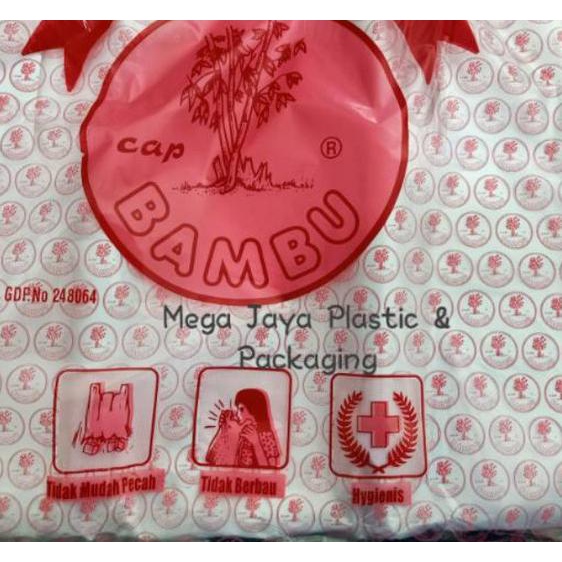 cap ®
BAMBU
GDP.No 248064
Mega Jaya Plastic &
Packaging
Tidak Mudah Pecah
Tidak Berbau
Hygienis